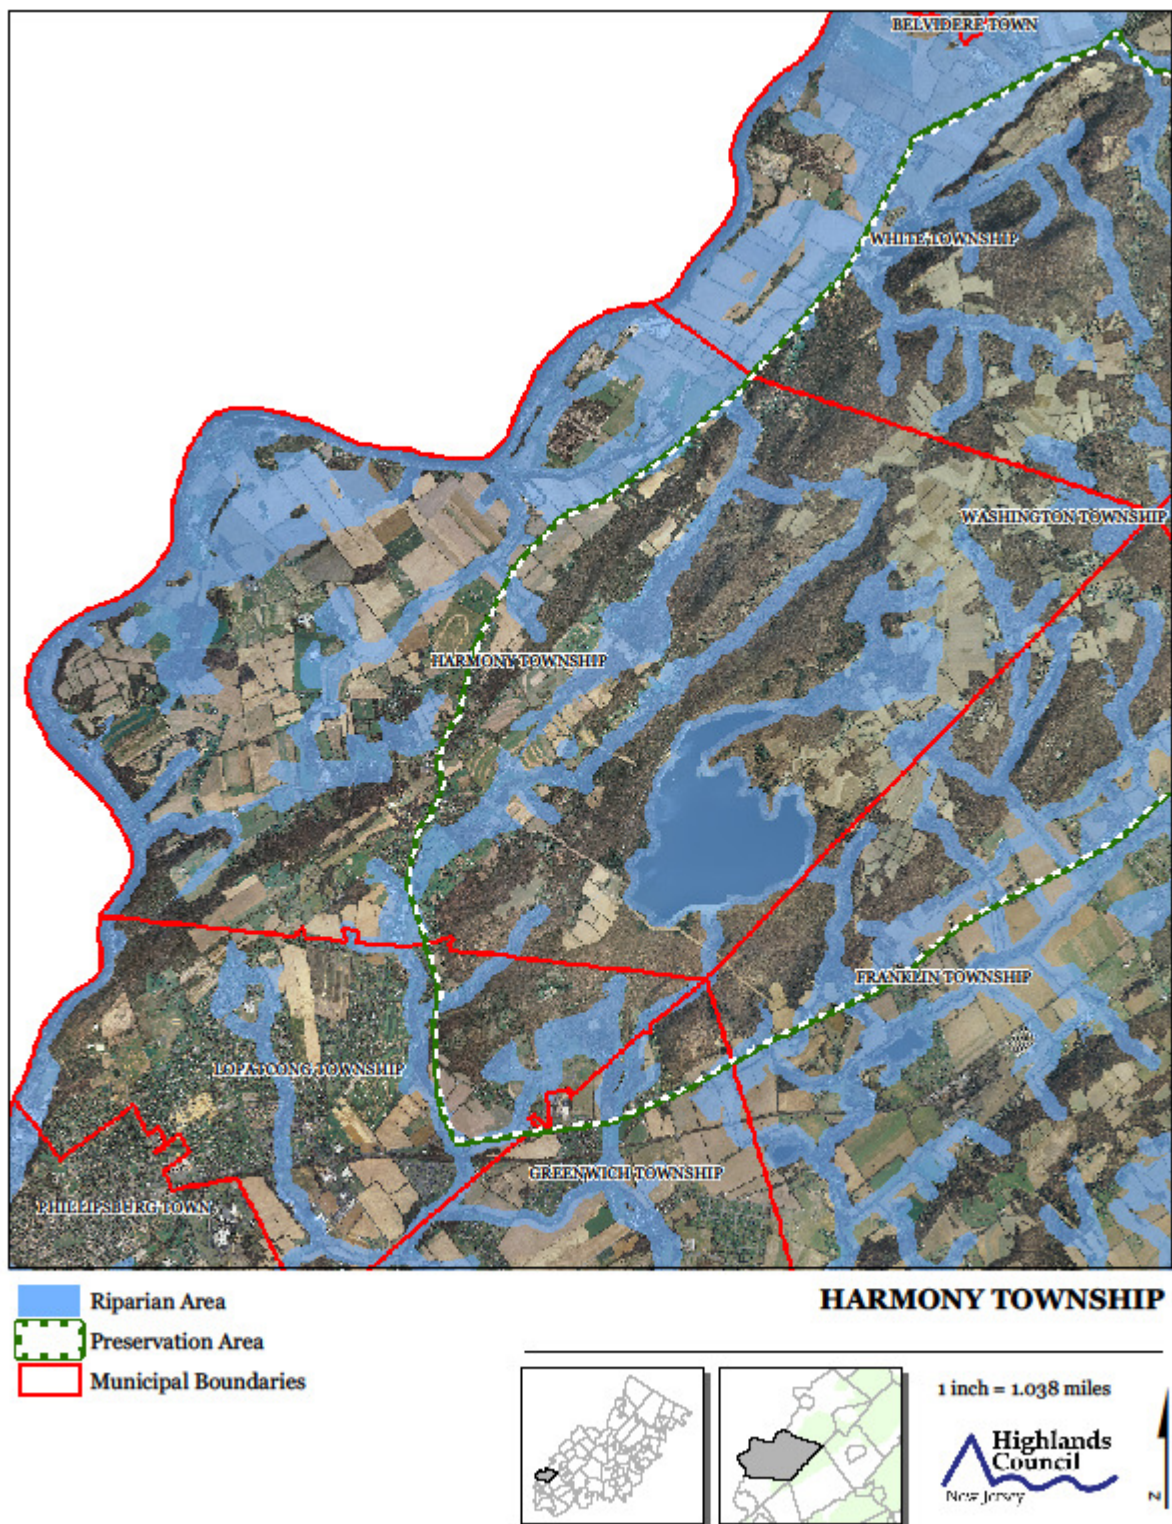 BELVIDERE TOWN
WHITE TOWNSHIP
WASHINGTON TOWNSHIP
HARMONY TOWNSHIP
FRANKLIN TOWNSHIP
LOPATCONG TOWNSHIP
GREENWICH TOWNSHIP
PHILLIPSBURG TOWN
Riparian Area
Preservation Area
Municipal Boundaries
HARMONY TOWNSHIP
1 inch = 1.038 miles
Highlands
Council
New Jersey
N